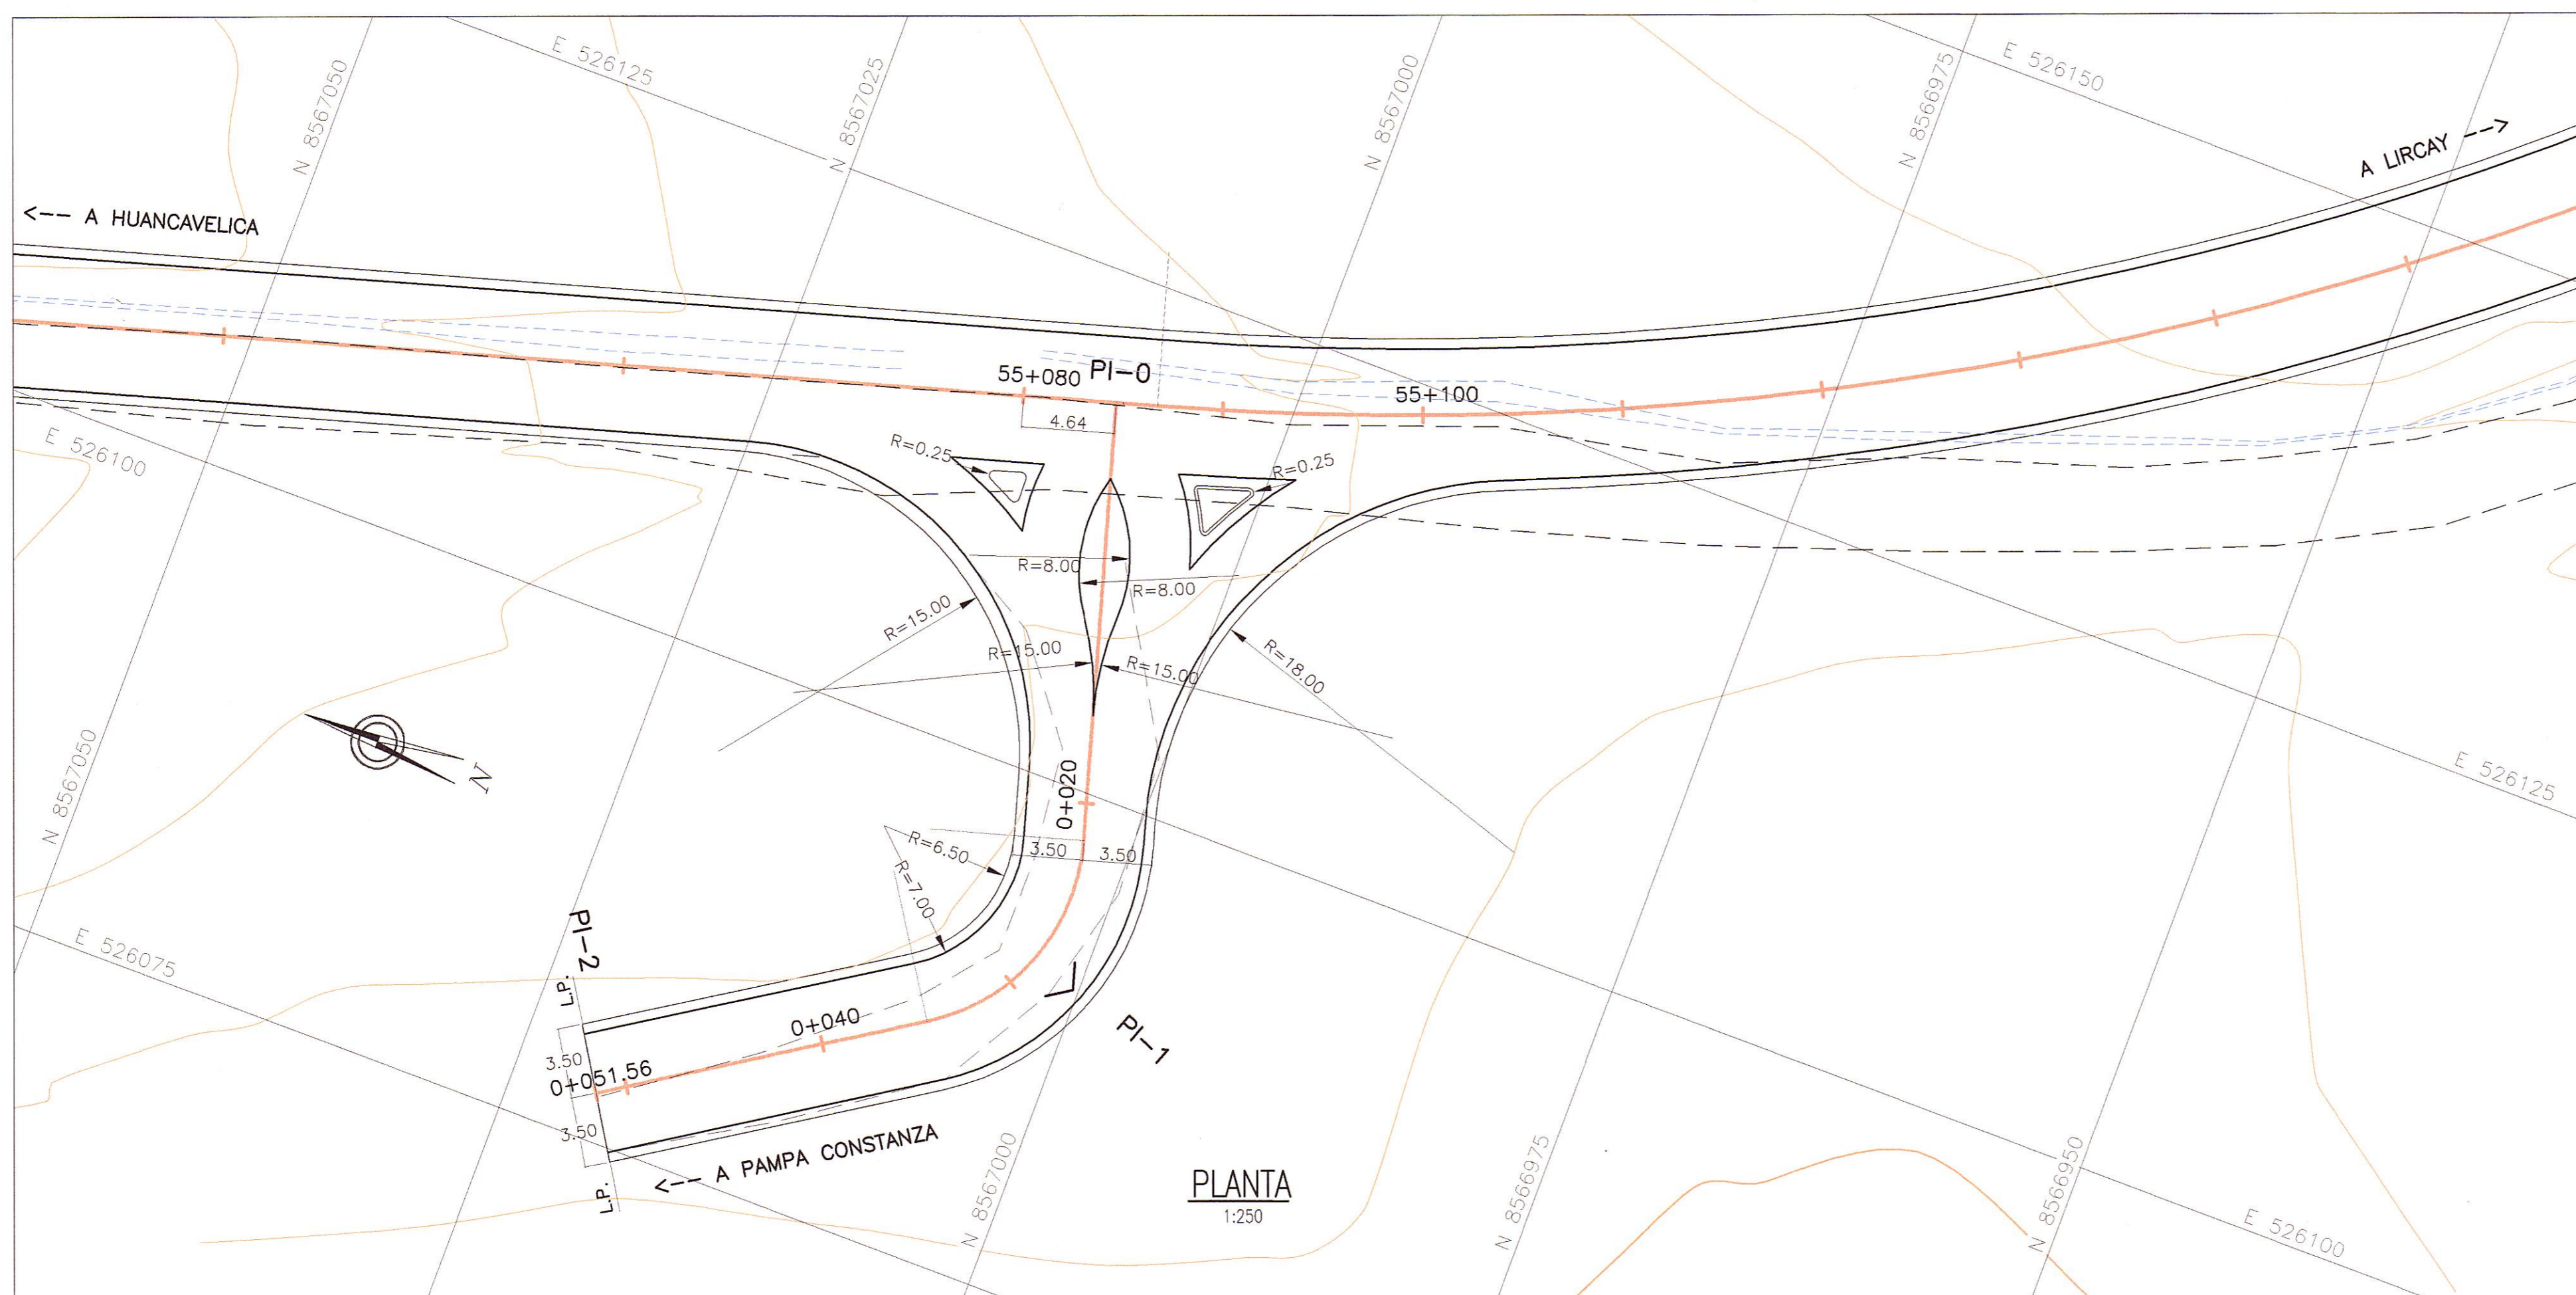 E 526125
E 526150
N 8567050
N 8567025
N 8567000
N 8566975
A LIRCAY -->
<-- A HUANCAVELICA
55+080
PI-0
55+100
4.64
R=0.25
R=0.25
E 526100
R=8.00
R=8.00
R=15.00
R=15.00
R=15.00
R=18.00
N
N 8567050
0+020
E 526125
R=6.50
3.50
3.50
R=7.00
PI-2
L.P.
E 526075
0+040
PI-1
3.50
0+051.56
3.50
<-- A PAMPA CONSTANZA
L.P.
N 8567000
PLANTA
1:250
N 8566975
N 8566950
E 526100